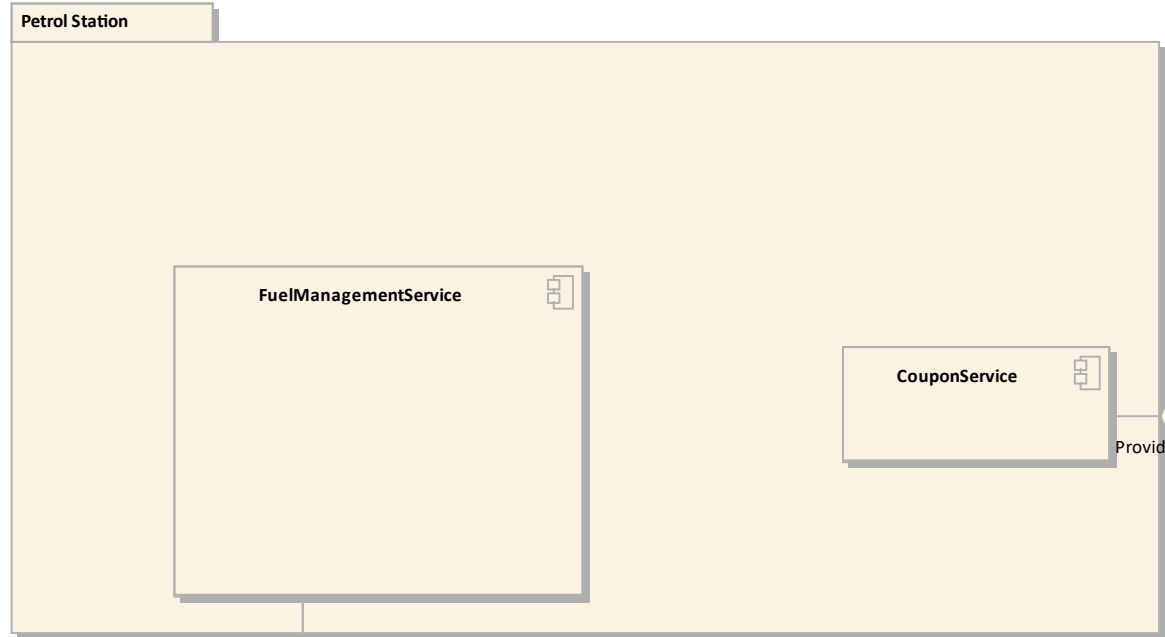 Petrol Station
FuelManagementService
CouponService
Provid